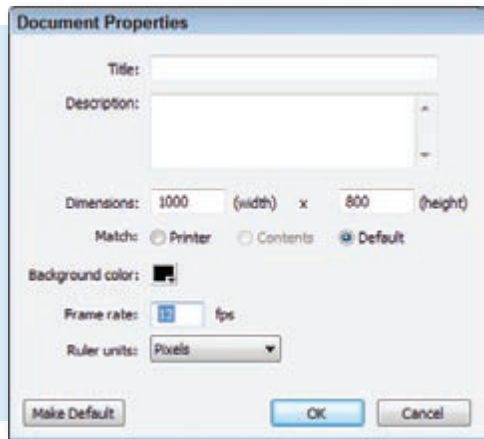 Document Properties
Title:
Description:
Dimensions: 1000 (width) x 800 (height)
Match: Printer Contents Default
Background color:
Frame rate: 12 fps
Ruler units: Pixels
Make Default OK Cancel